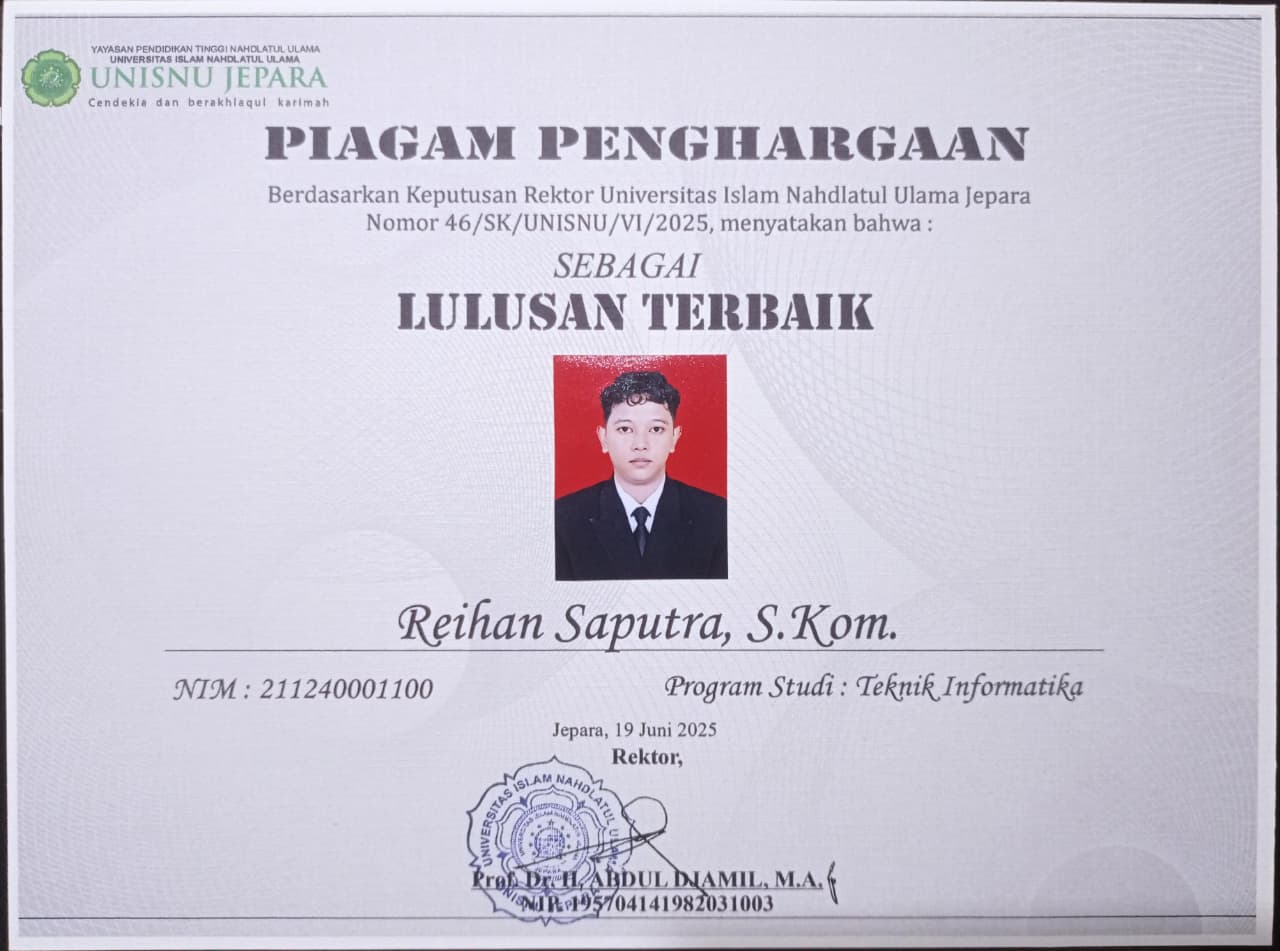 YAYASAN PENDIDIKAN TINGGI NAHDLATUL ULAMA
UNIVERSITAS ISLAM NAHDLATUL ULAMA
UNISNU JEPARA
Cendekia dan berakhlaqul karimah
PIAGAM PENGHARGAAN
Berdasarkan Keputusan Rektor Universitas Islam Nahdlatul Ulama Jepara
Nomor 46/SK/UNISNU/VI/2025, menyatakan bahwa :
SEBAGAI
LULUSAN TERBAIK
Reihan Saputra, S.Kom.
NIM : 211240001100
Program Studi : Teknik Informatika
Jepara, 19 Juni 2025
Rektor,
UNIVERSITAS ISLAM NAHDLATUL ULAMA
UNISNU JEPARA
Prof. Dr. H. ABDUL DJAMIL, M.A.
NIP. 195704141982031003